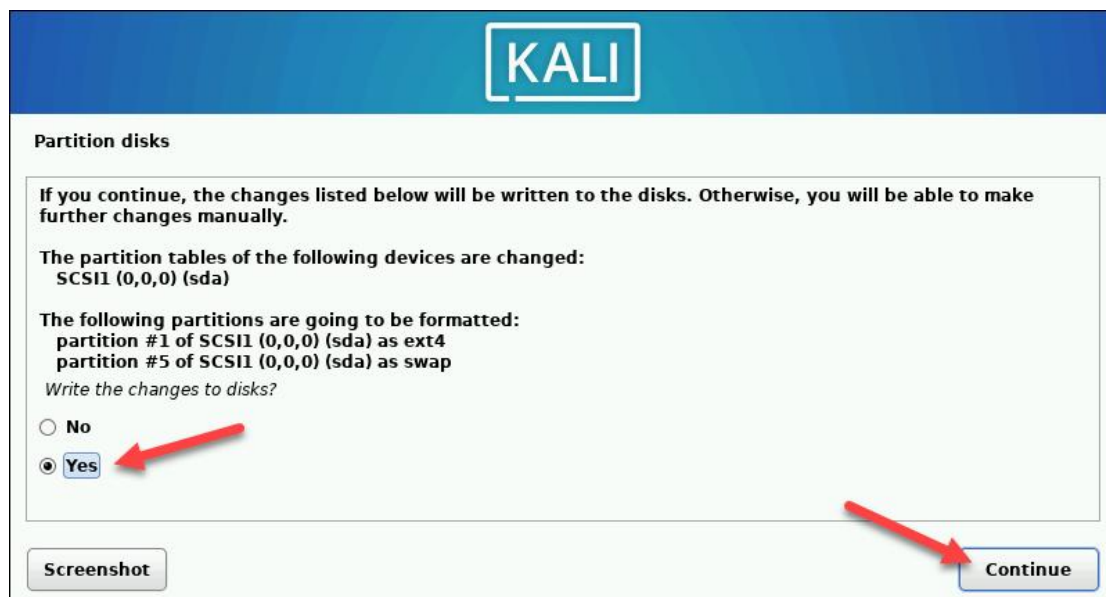 KALI
Partition disks
If you continue, the changes listed below will be written to the disks. Otherwise, you will be able to make
further changes manually.
The partition tables of the following devices are changed:
SCSI1 (0,0,0) (sda)
The following partitions are going to be formatted:
partition #1 of SCSI1 (0,0,0) (sda) as ext4
partition #5 of SCSI1 (0,0,0) (sda) as swap
Write the changes to disks?
No
Yes
Screenshot
Continue